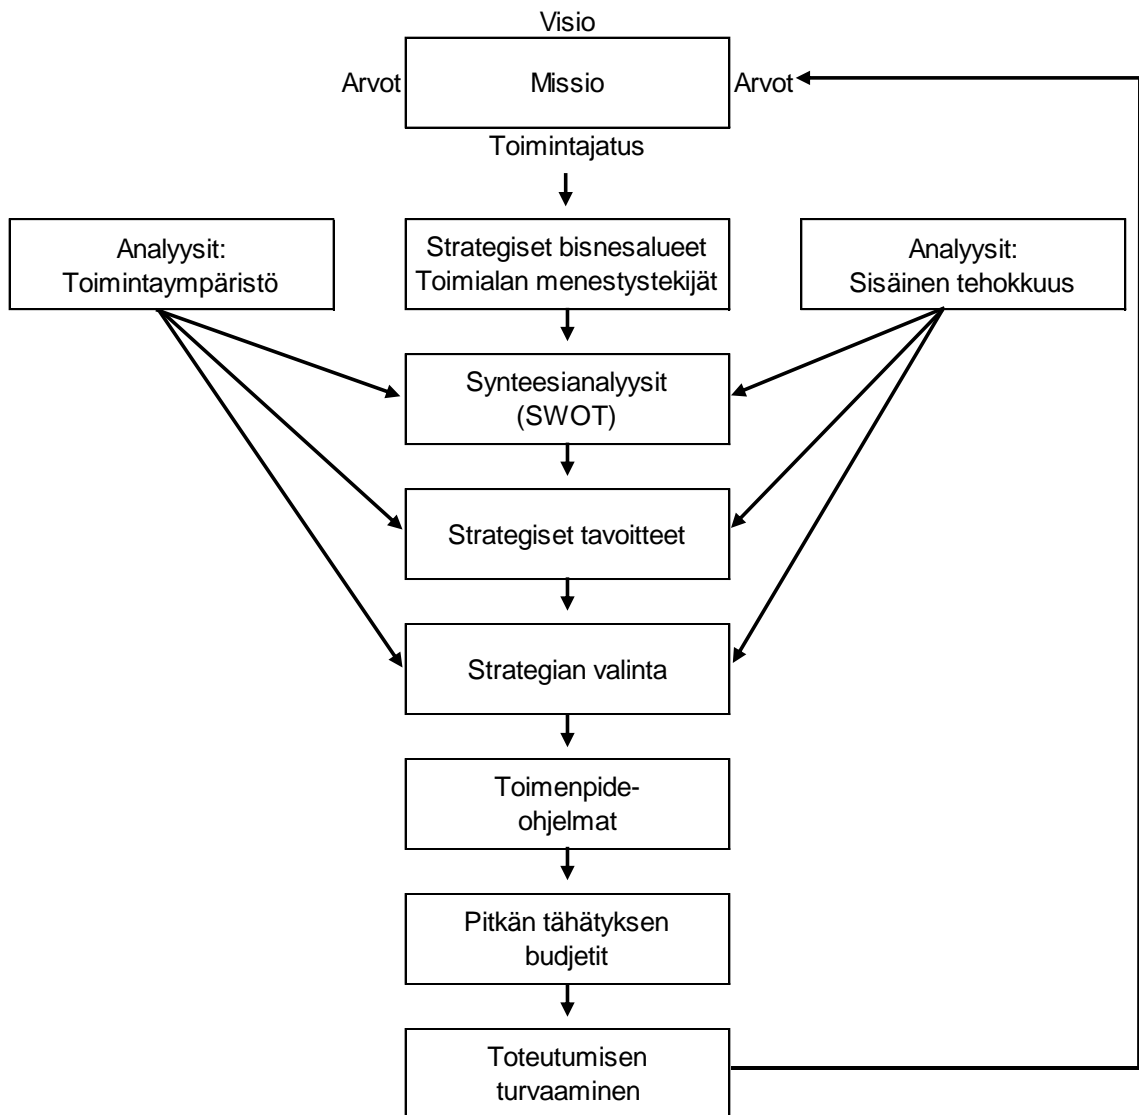 Visio
Arvot
Missio
Arvot
Toimintajatus
Analyysit:
Toimintaympäristö
Strategiset bisnesalueet
Toimialan menestystekijät
Analyysit:
Sisäinen tehokkuus
Synteesianalyysit
(SWOT)
Strategiset tavoitteet
Strategian valinta
Toimenpide-
ohjelmat
Pitkän tähätyksen
budjetit
Toteutumisen
turvaaminen